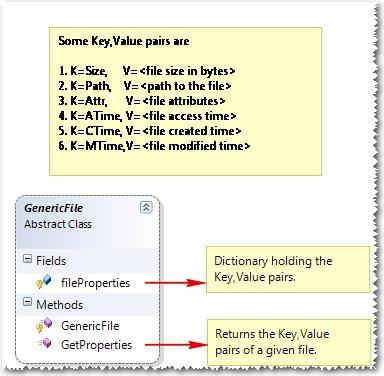 Some Key,Value pairs are
1. K=Size, V= <file size in bytes>
2. K=Path, V= <path to the file>
3. K=Attr, V= <file attributes>
4. K=ATime, V= <file access time>
5. K=CTime, V= <file created time>
6. K=MTime,V= <file modified time>
GenericFile
Abstract Class
Fields
fileProperties
Dictionary holding the
Key,Value pairs.
Methods
GenericFile
GetProperties
Returns the Key,Value
pairs of a given file.